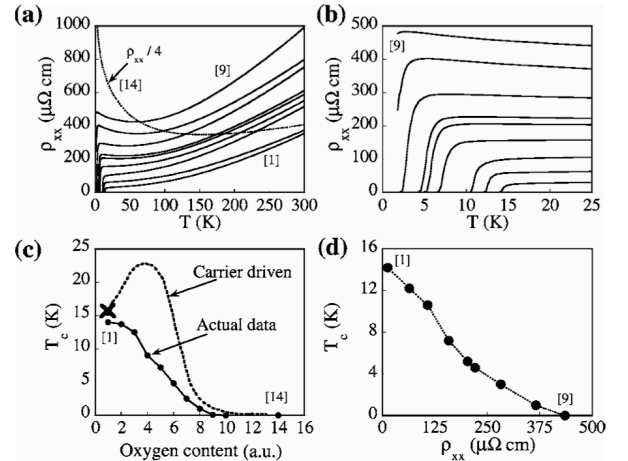 (a)
1000
800
600
400
200
0
ρxx (μΩ cm)
ρxx / 4
[14]
[9]
[1]
0 50 100 150 200 250 300
T (K)
(b)
500
400
300
200
100
0
ρxx (μΩ cm)
[9]
0 5 10 15 20 25
T (K)
(c)
25
20
15
10
5
0
Tc (K)
Carrier driven
Actual data
[1]
[14]
0 2 4 6 8 10 12 14 16
Oxygen content (a.u.)
(d)
16
12
8
4
0
Tc (K)
[1]
[9]
0 125 250 375 500
ρxx (μΩ cm)